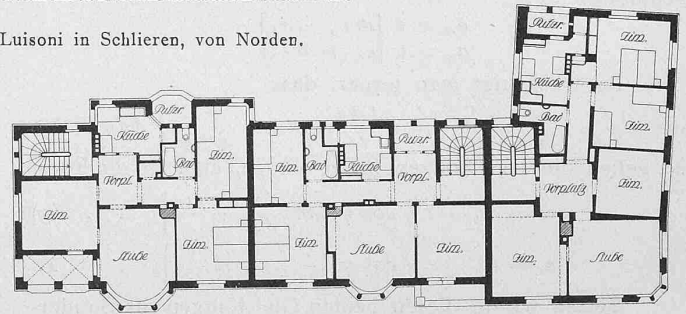 Luisoni in Schlieren, von Norden.
Putzr.
Zim.
Küche
Bad
Zim.
Vorplatz
Zim.
Zim.
Stube
Putzr.
Küche
Bad
Zim.
Vorpl.
Zim.
Stube
Zim.
Zim.
Bad
Küche
Putzr.
Vorpl.
Zim.
Stube
Zim.